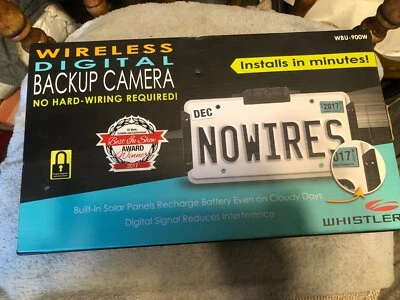 WBU-900W
WIRELESS
DIGITAL
BACKUP CAMERA
NO HARD-WIRING REQUIRED!
Installs in minutes!
Best In Show
AWARD
Winner
2017
DEC
2017
NOWIRES
Built-In Solar Panels Recharge Battery Even on Cloudy Days
Digital Signal Reduces Interference
WHISTLER